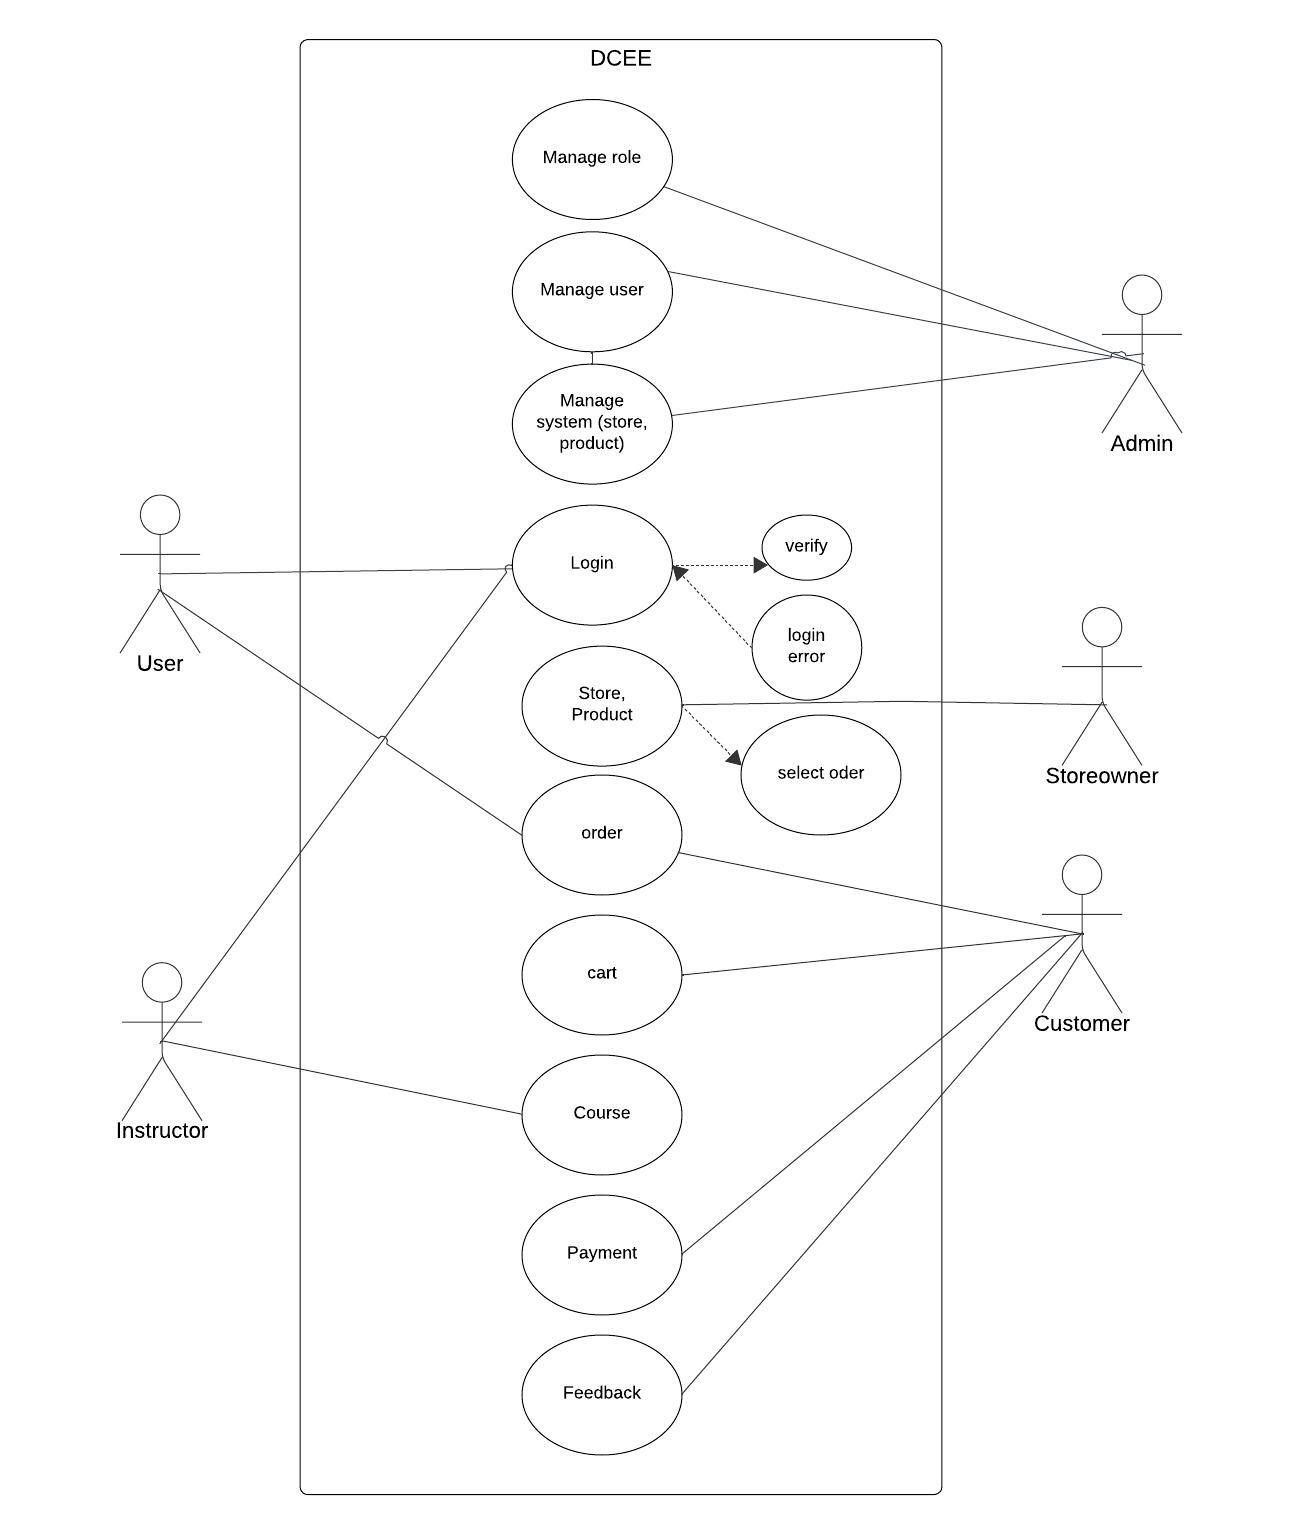 DCEE
Manage role
Manage user
Manage
system (store,
product)
Admin
Login
verify
login
error
User
Store,
Product
Storeowner
select oder
order
cart
Customer
Course
Instructor
Payment
Feedback